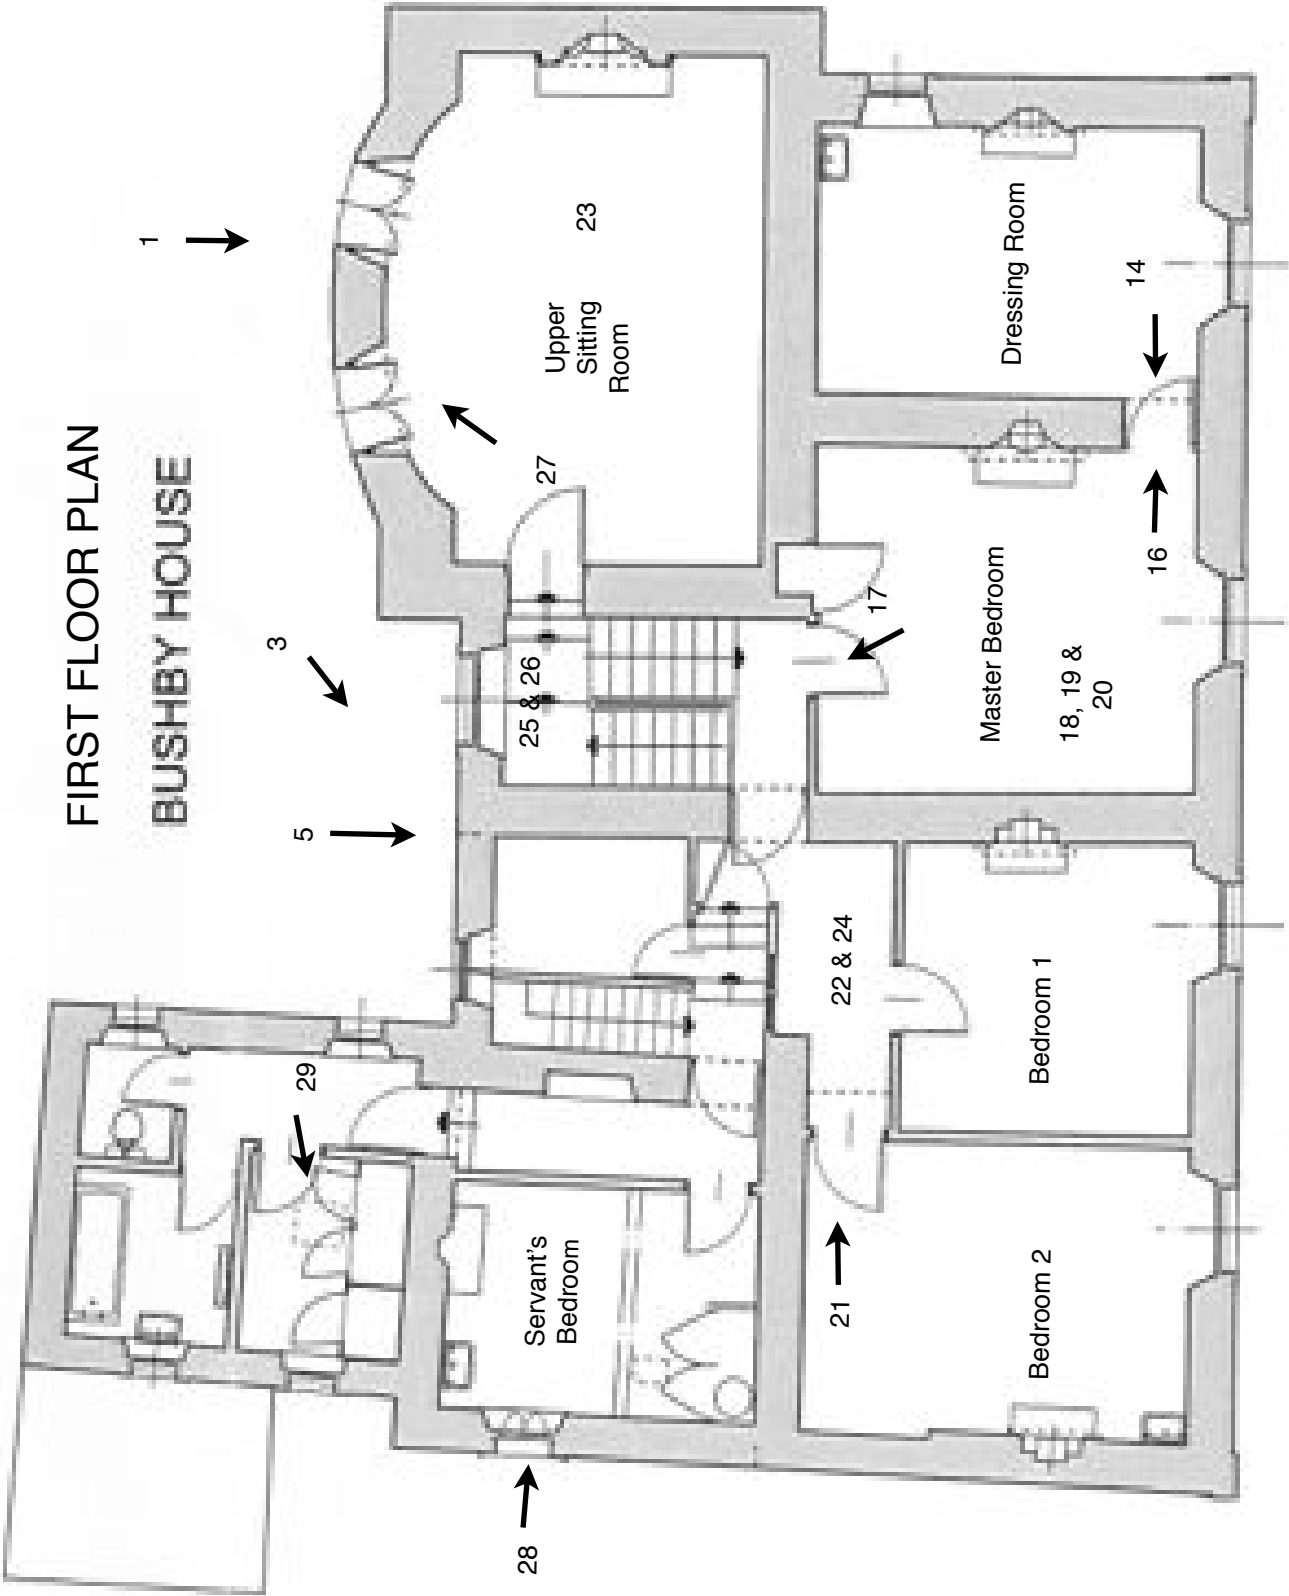 FIRST FLOOR PLAN
BUSHBY HOUSE
1
3
5
29
27
23
Upper
Sitting
Room
25 & 26
17
Dressing Room
14
16
Master Bedroom
18, 19 &
20
22 & 24
Bedroom 1
Servant's
Bedroom
21
Bedroom 2
28